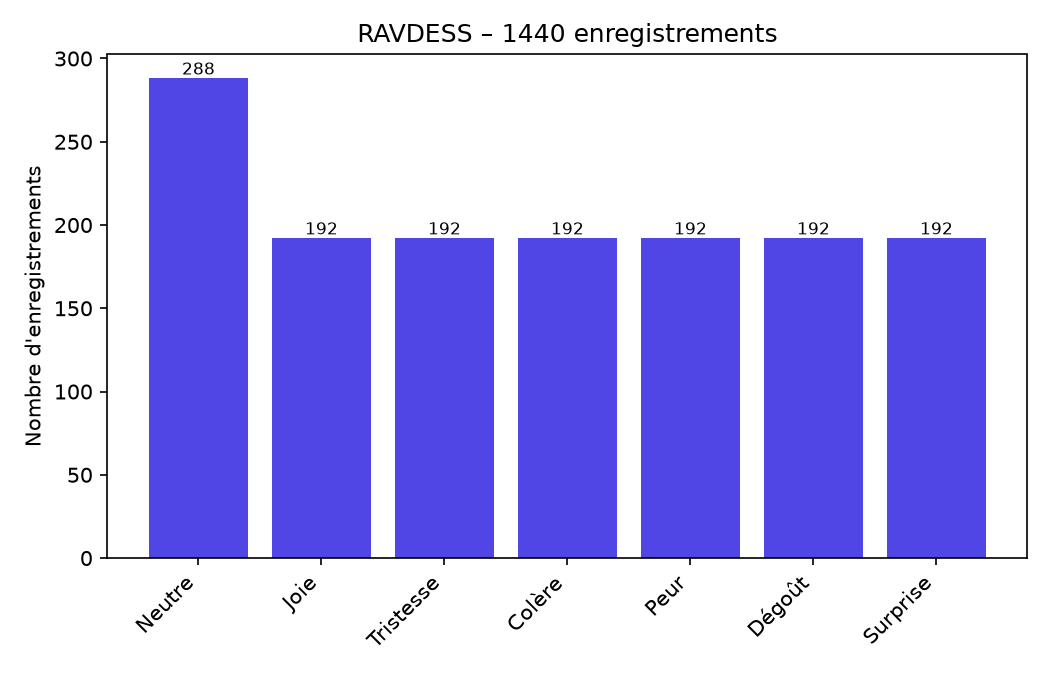 RAVDESS – 1440 enregistrements
Nombre d'enregistrements
300
250
200
150
100
50
0
288
192
192
192
192
192
192
Neutre
Joie
Tristesse
Colère
Peur
Dégoût
Surprise